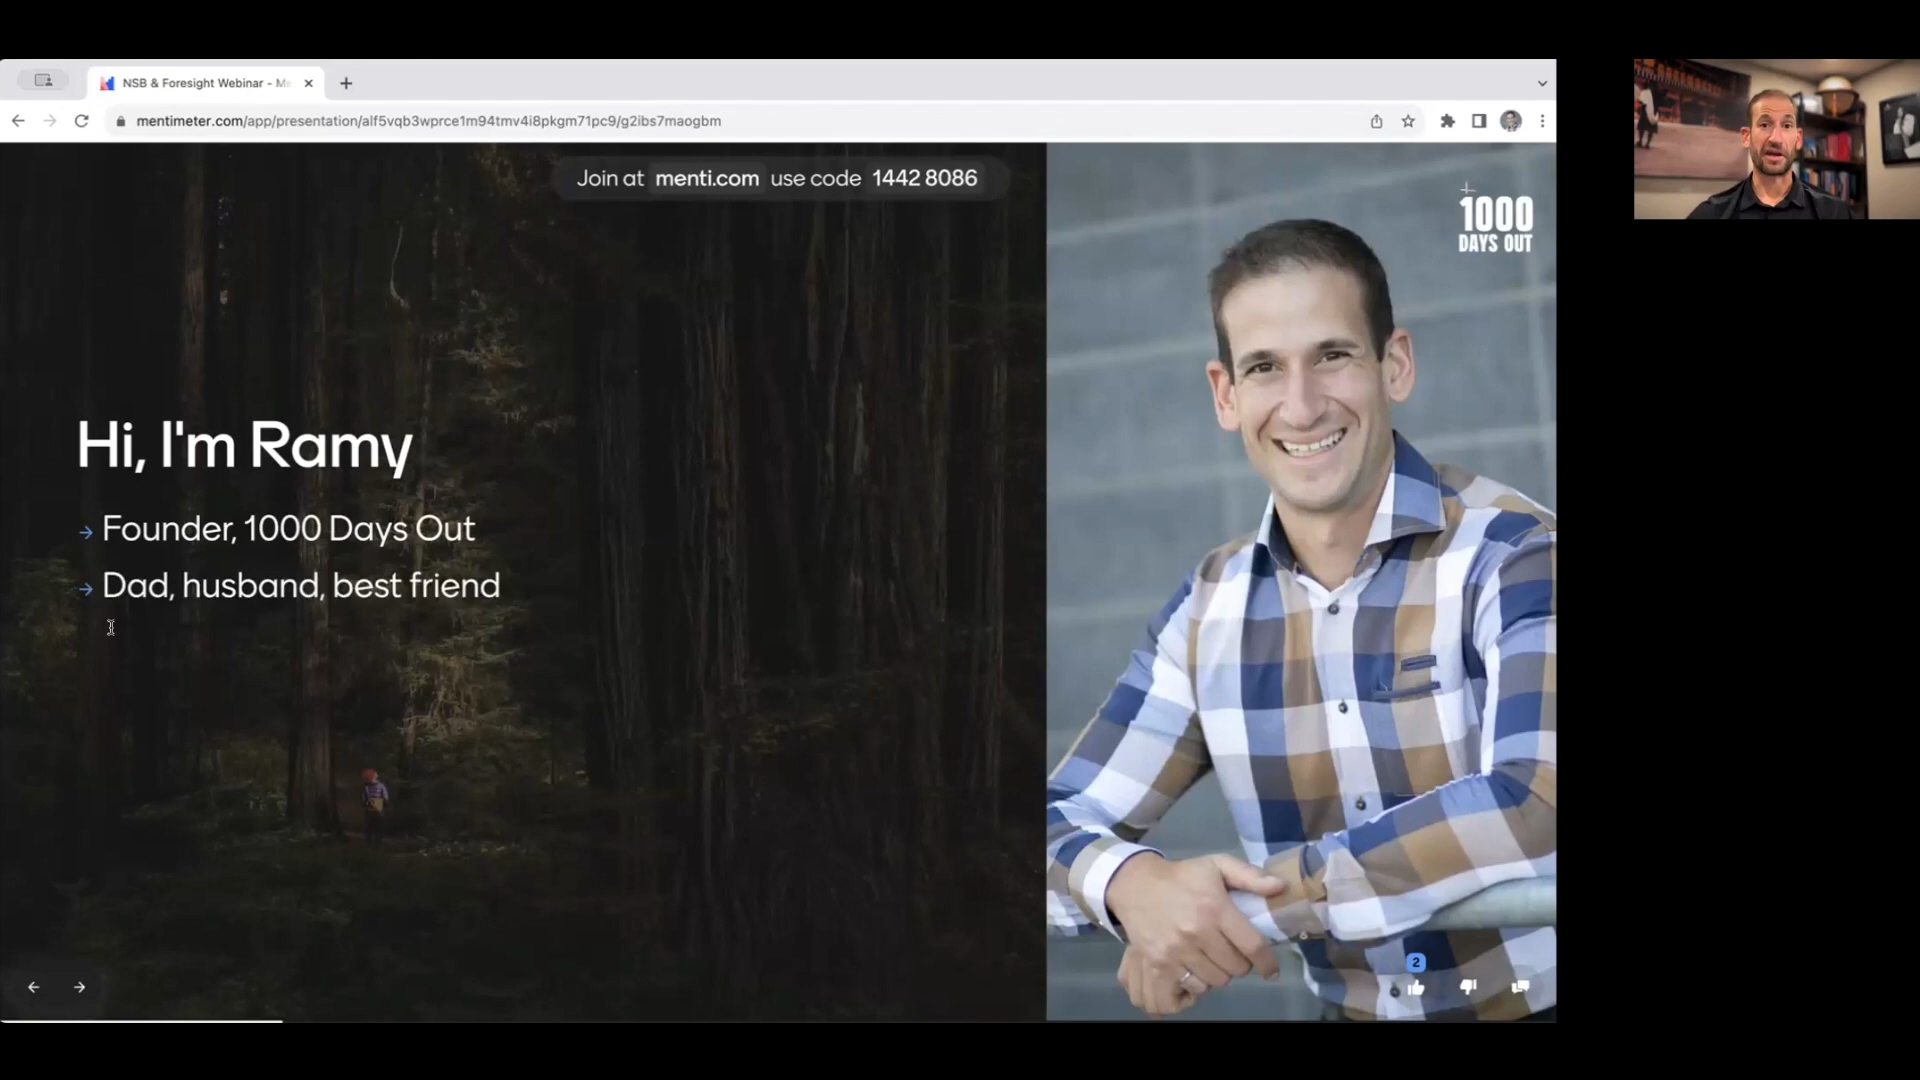 NSB & Foresight Webinar - Me
mentimeter.com/app/presentation/alf5vqb3wprce1m94tmv4i8pkgm71pc9/g2ibs7maogbm
Join at menti.com use code 1442 8086
1000
DAYS OUT
Hi, I'm Ramy
→ Founder, 1000 Days Out
→ Dad, husband, best friend
2